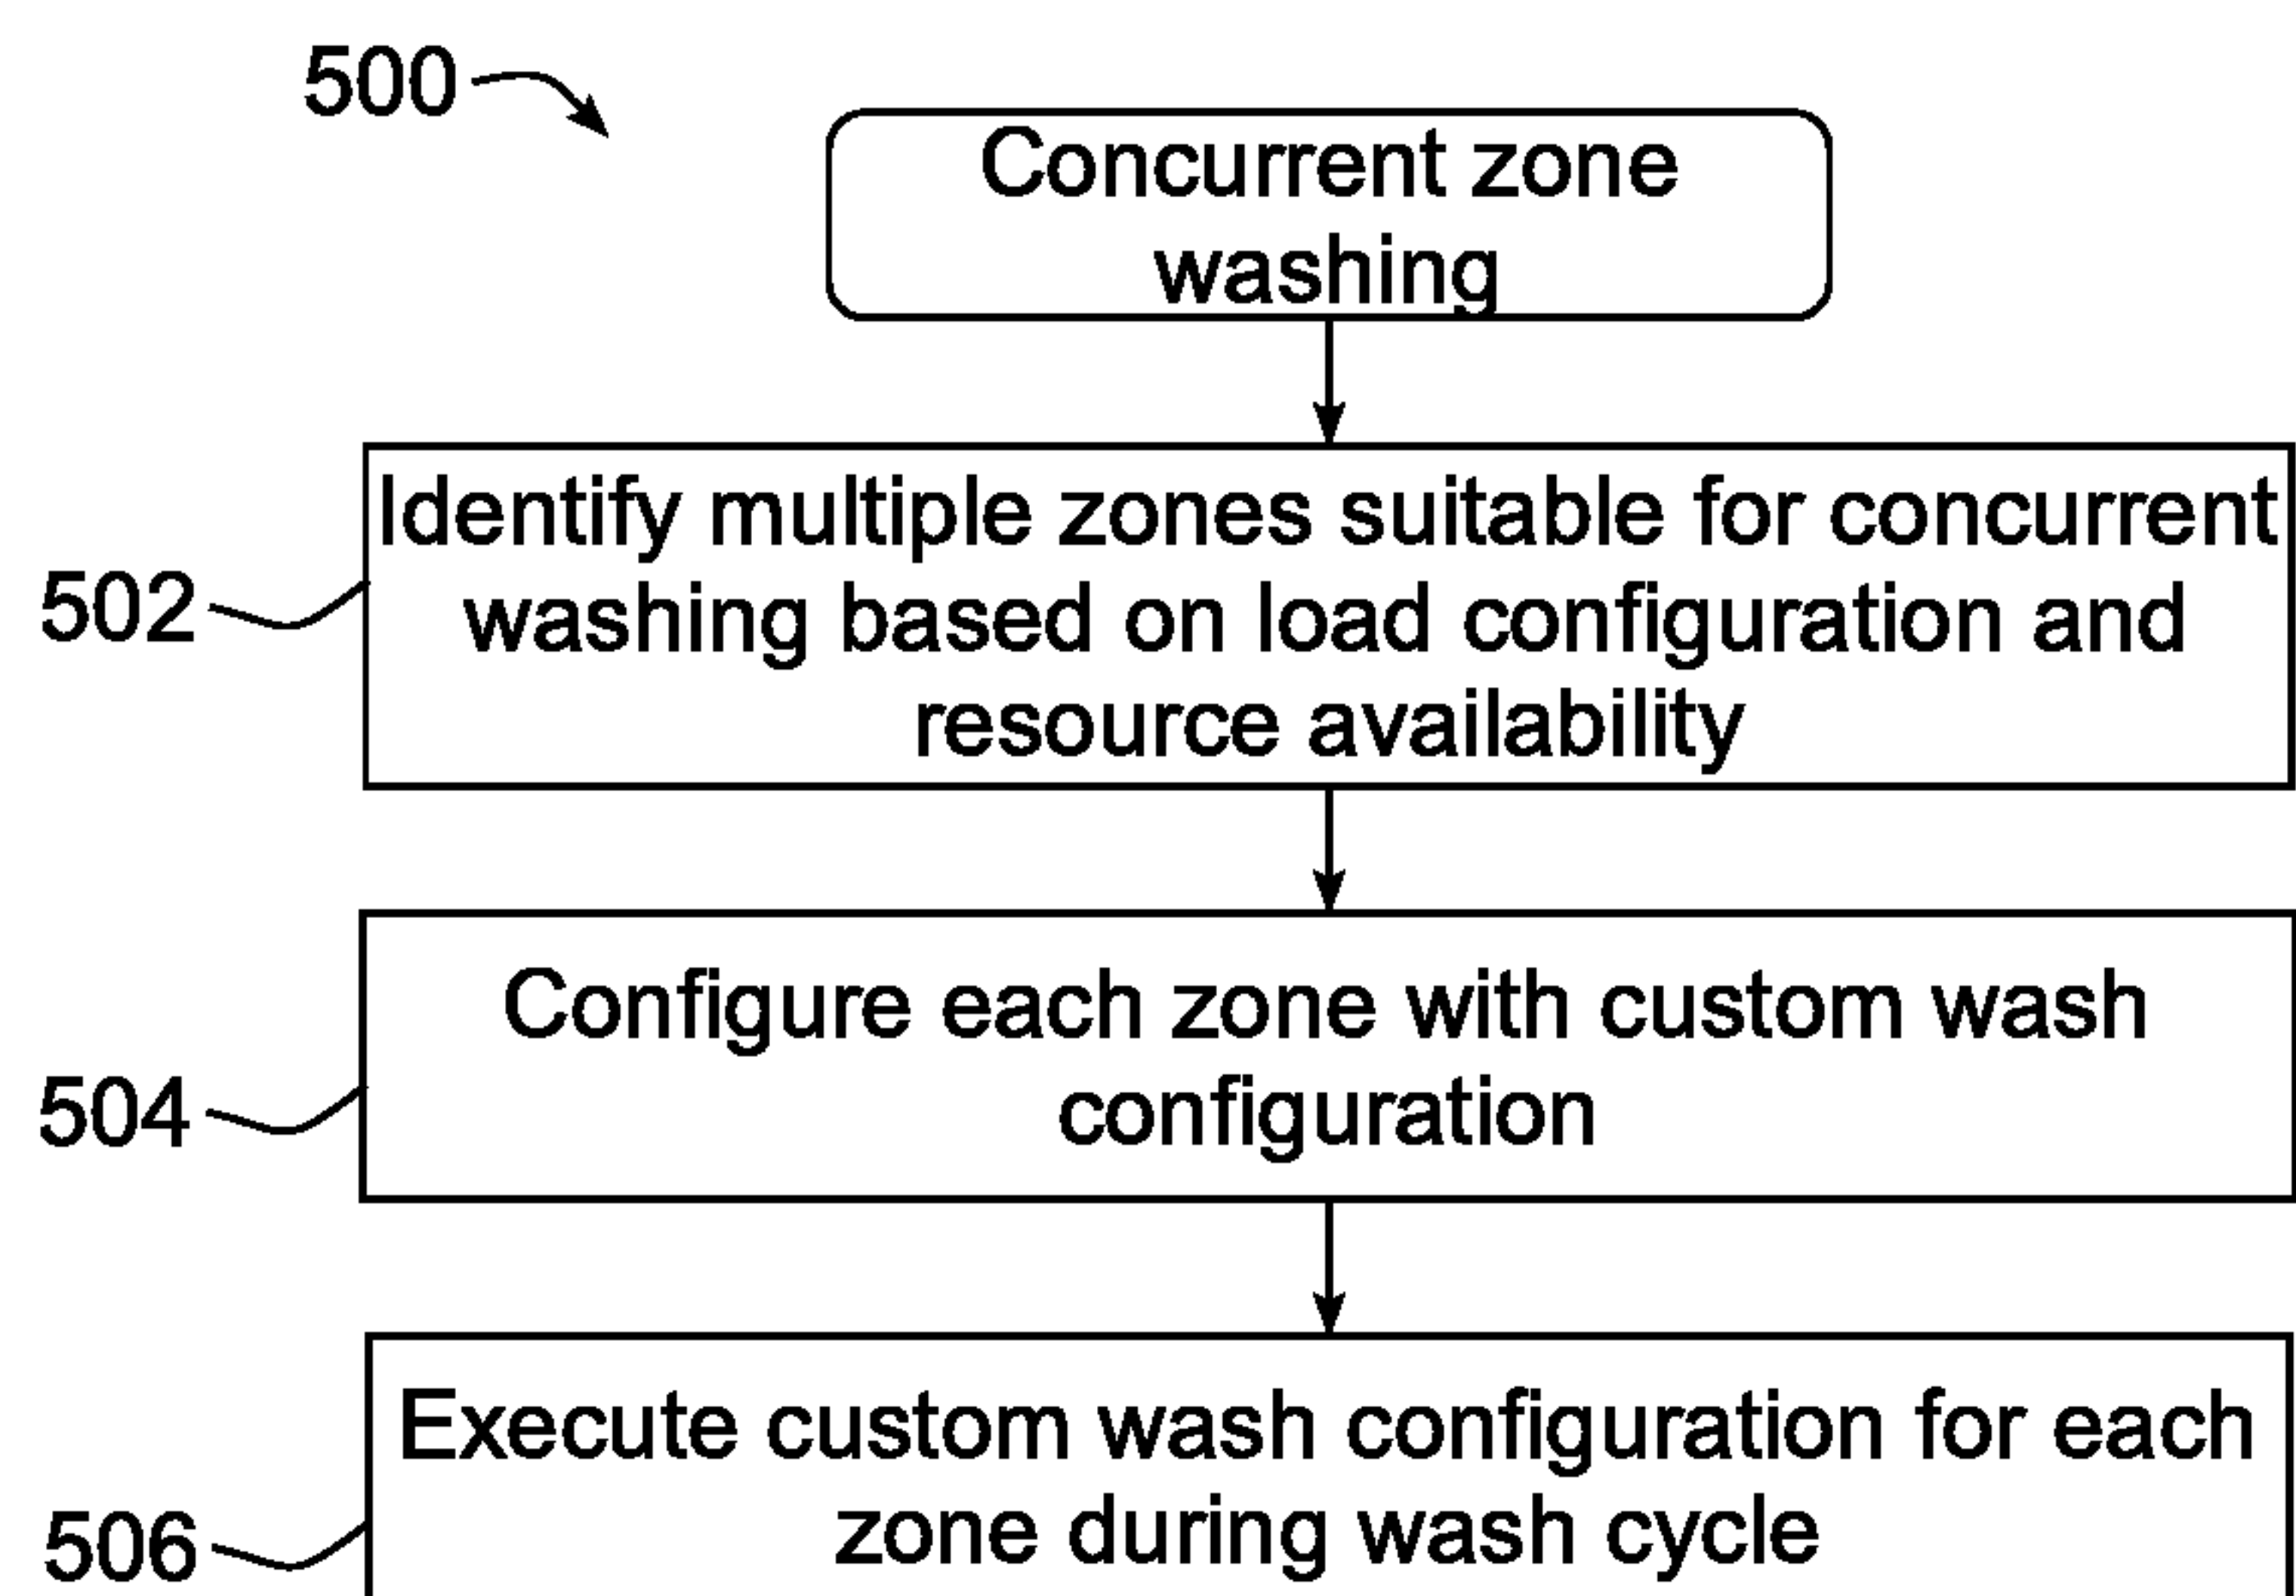 500
Concurrent zone
washing
Identify multiple zones suitable for concurrent
502
washing based on load configuration and
resource availability
Configure each zone with custom wash
504
configuration
Execute custom wash configuration for each
506
zone during wash cycle